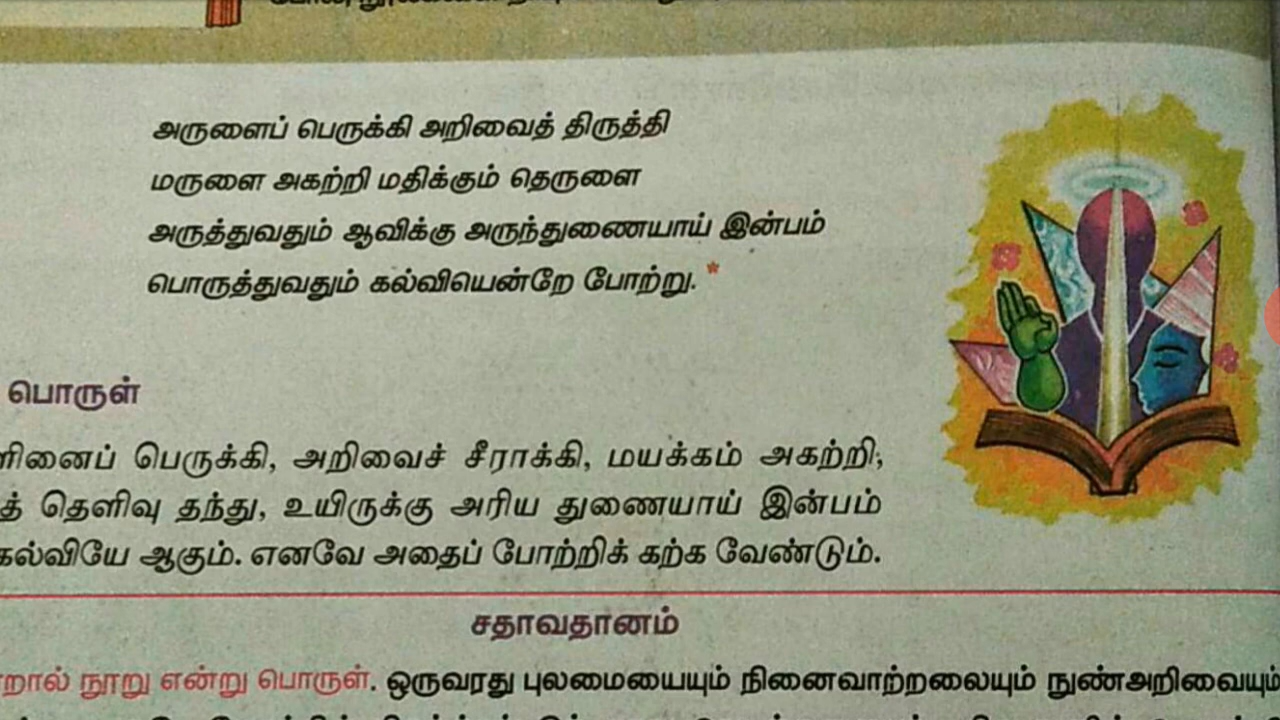 அருளைப் பெருக்கி அறிவைத் திருத்தி
மருளை அகற்றி மதிக்கும் தெருளை
அருத்துவதும் ஆவிக்கு அருந்துணையாய் இன்பம்
பொருத்துவதும் கல்வியென்றே போற்று. *
பொருள்
ளினைப் பெருக்கி, அறிவைச் சீராக்கி, மயக்கம் அகற்றி,
த் தெளிவு தந்து, உயிருக்கு அரிய துணையாய் இன்பம்
கல்வியே ஆகும். எனவே அதைப் போற்றிக் கற்க வேண்டும்.
சதாவதானம்
றால் நூறு என்று பொருள். ஒருவரது புலமையையும் நினைவாற்றலையும் நுண்அறிவையும்